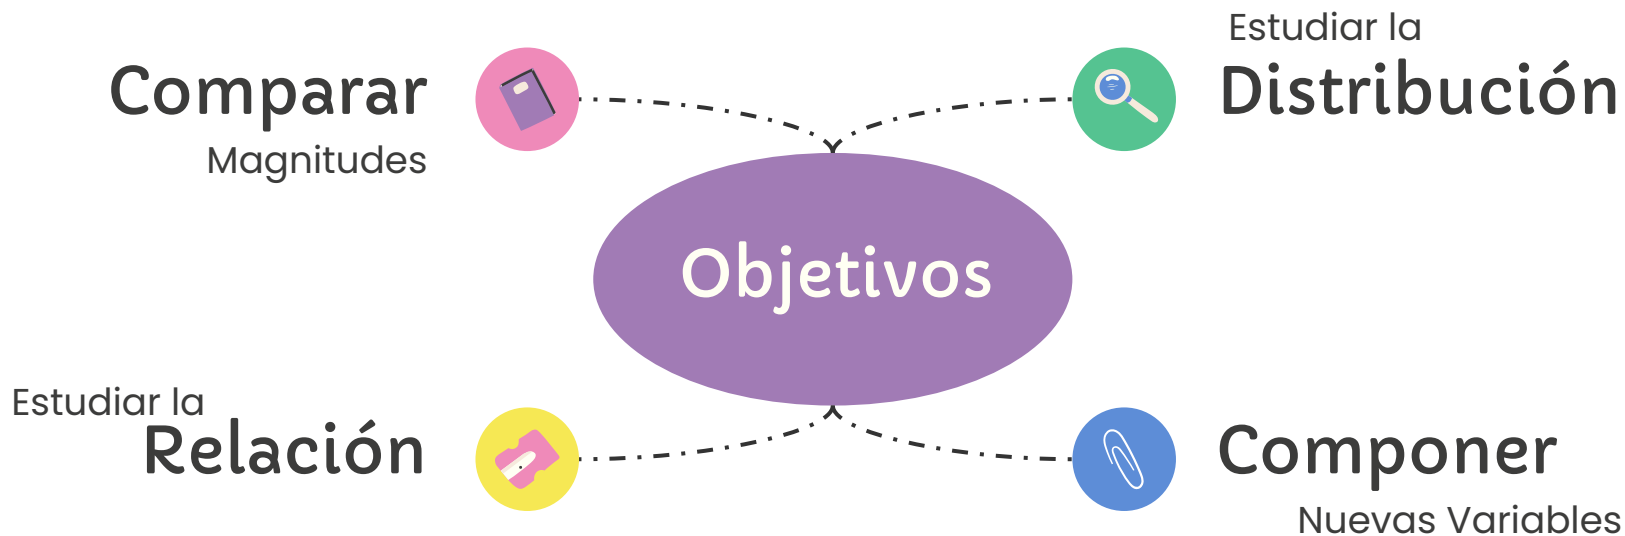 Comparar
Magnitudes
Estudiar la
Distribución
Objetivos
Estudiar la
Relación
Componer
Nuevas Variables